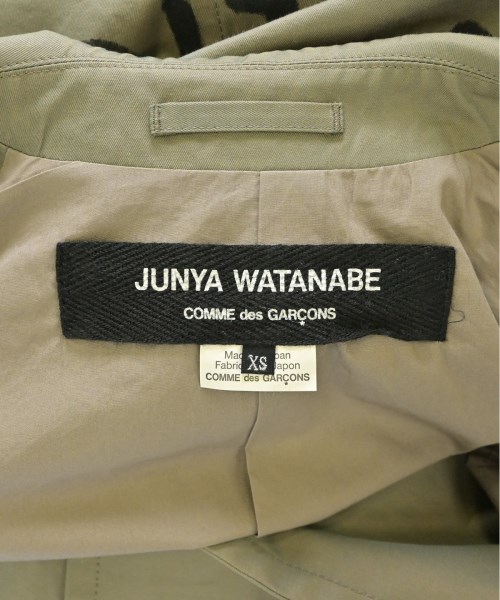 JUNYA WATANABE
COMME des GARÇONS
XS
COMME des GARÇONS